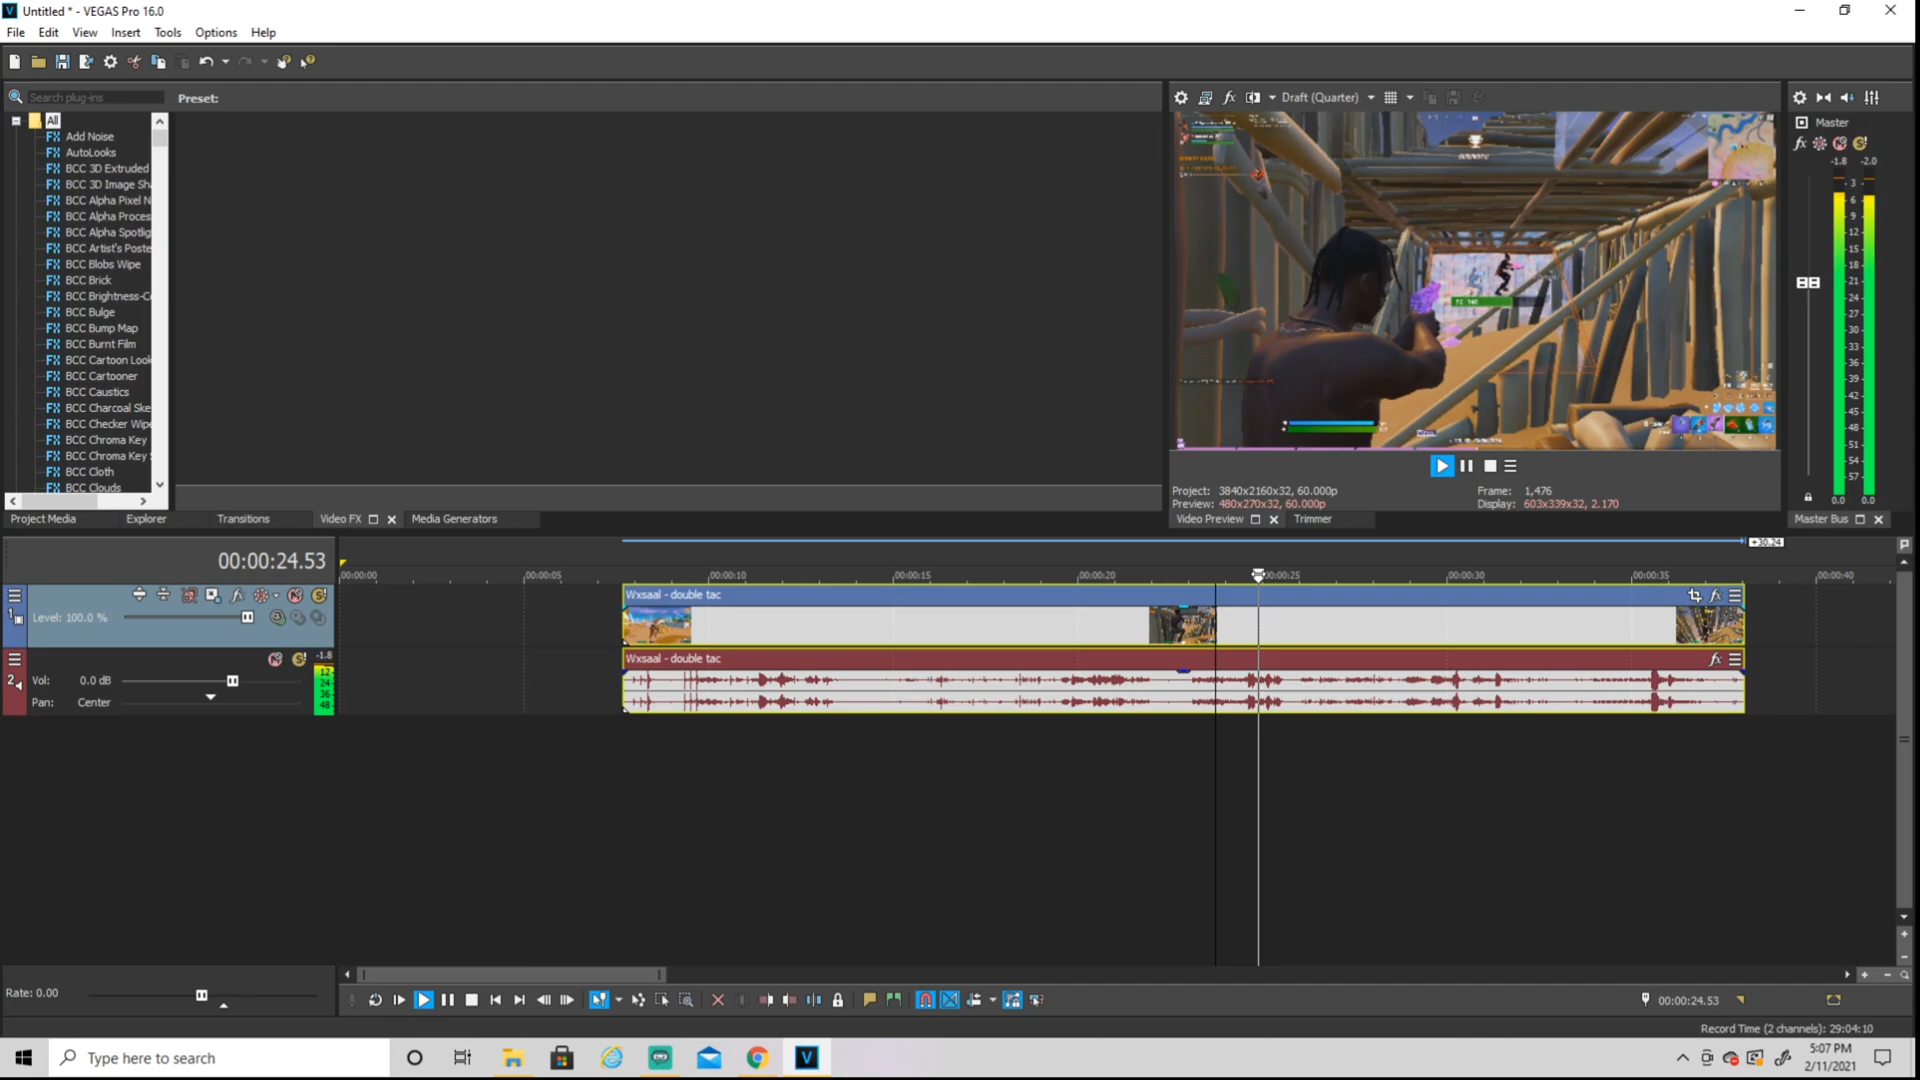 Untitled * - VEGAS Pro 16.0
File Edit View Insert Tools Options Help
Search plug-ins
Preset:
All
Add Noise
AutoLooks
BCC 3D Extruded
BCC 3D Image Sha
BCC Alpha Pixel N
BCC Alpha Proces
BCC Alpha Spotlig
BCC Artist's Poste
BCC Blobs Wipe
BCC Brick
BCC Brightness-C
BCC Bulge
BCC Bump Map
BCC Burnt Film
BCC Cartoon Look
BCC Cartooner
BCC Caustics
BCC Charcoal Ske
BCC Checker Wipe
BCC Chroma Key
BCC Chroma Key S
BCC Cloth
BCC Clouds
Project Media Explorer Transitions Video FX Media Generators
Draft (Quarter)
Project: 3840x2160x32, 60.000p
Preview: 480x270x32, 60.000p
Frame: 1,476
Display: 603x339x32, 2.170
Video Preview Trimmer
Master
-1.8 -2.0
3
6
9
12
15
18
21
24
27
30
33
36
39
42
45
48
51
54
57
0.0 0.0
Master Bus
00:00:24.53
+30.24
00:00:00 00:00:05 00:00:10 00:00:15 00:00:20 00:00:25 00:00:30 00:00:35 00:00:40
1
Level: 100.0 %
Wxsaal - double tac
2
-1.8
Vol: 0.0 dB
Pan: Center
12
24
36
48
Wxsaal - double tac
Rate: 0.00
00:00:24.53
Record Time (2 channels): 29:04:10
Type here to search
5:07 PM
2/11/2021